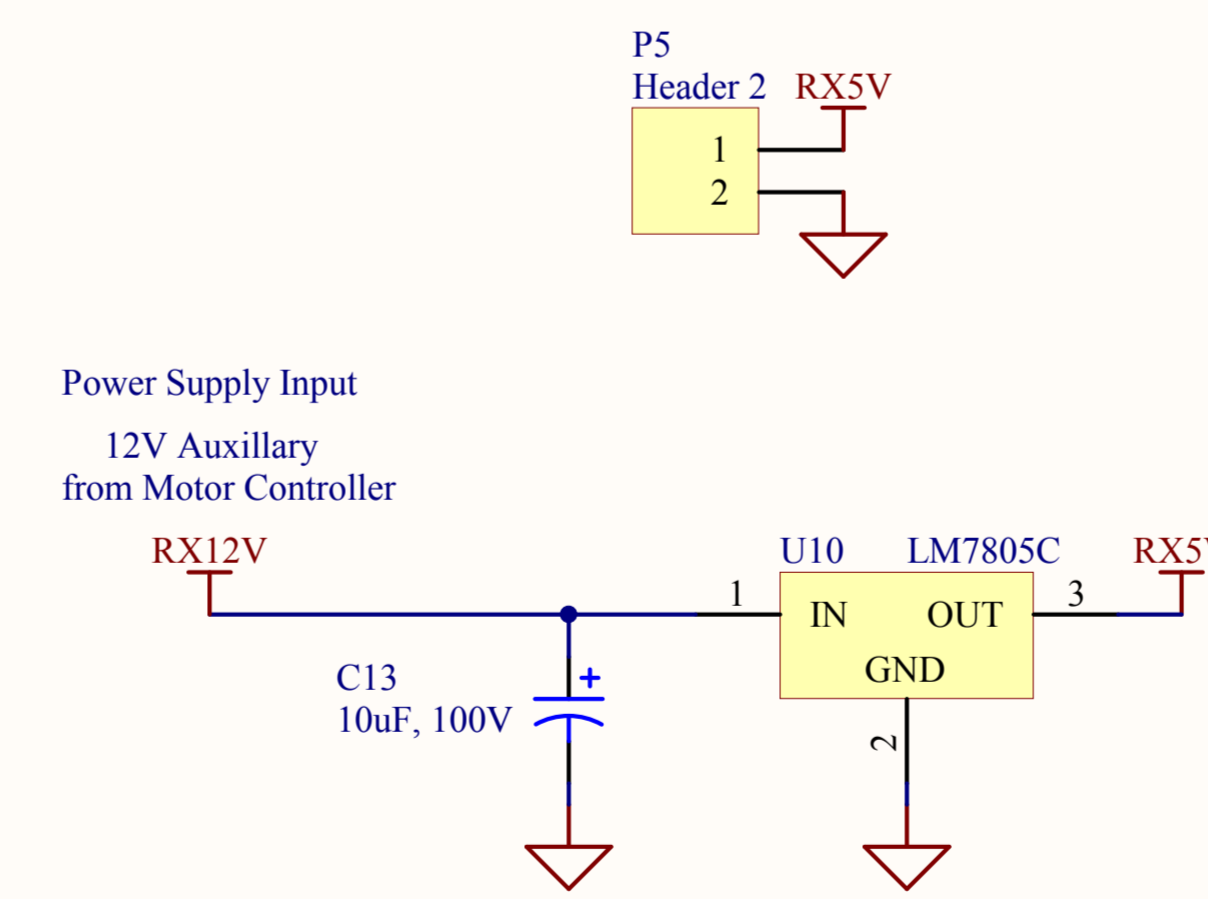 P5
Header 2
RX5V
1
2
Power Supply Input
12V Auxillary
from Motor Controller
RX12V
U10
LM7805C
RX5V
1
IN
OUT
3
GND
C13
10uF, 100V
+
2